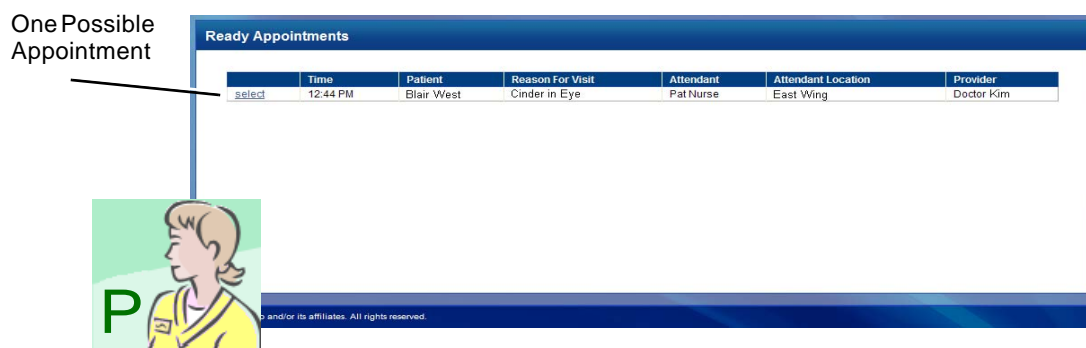 One Possible
Appointment
Ready Appointments
Time Patient Reason For Visit Attendant Attendant Location Provider
select 12:44 PM Blair West Cinder in Eye Pat Nurse East Wing Doctor Kim
P
and/or its affiliates. All rights reserved.